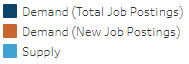 Demand (Total Job Postings)
Demand (New Job Postings)
Supply